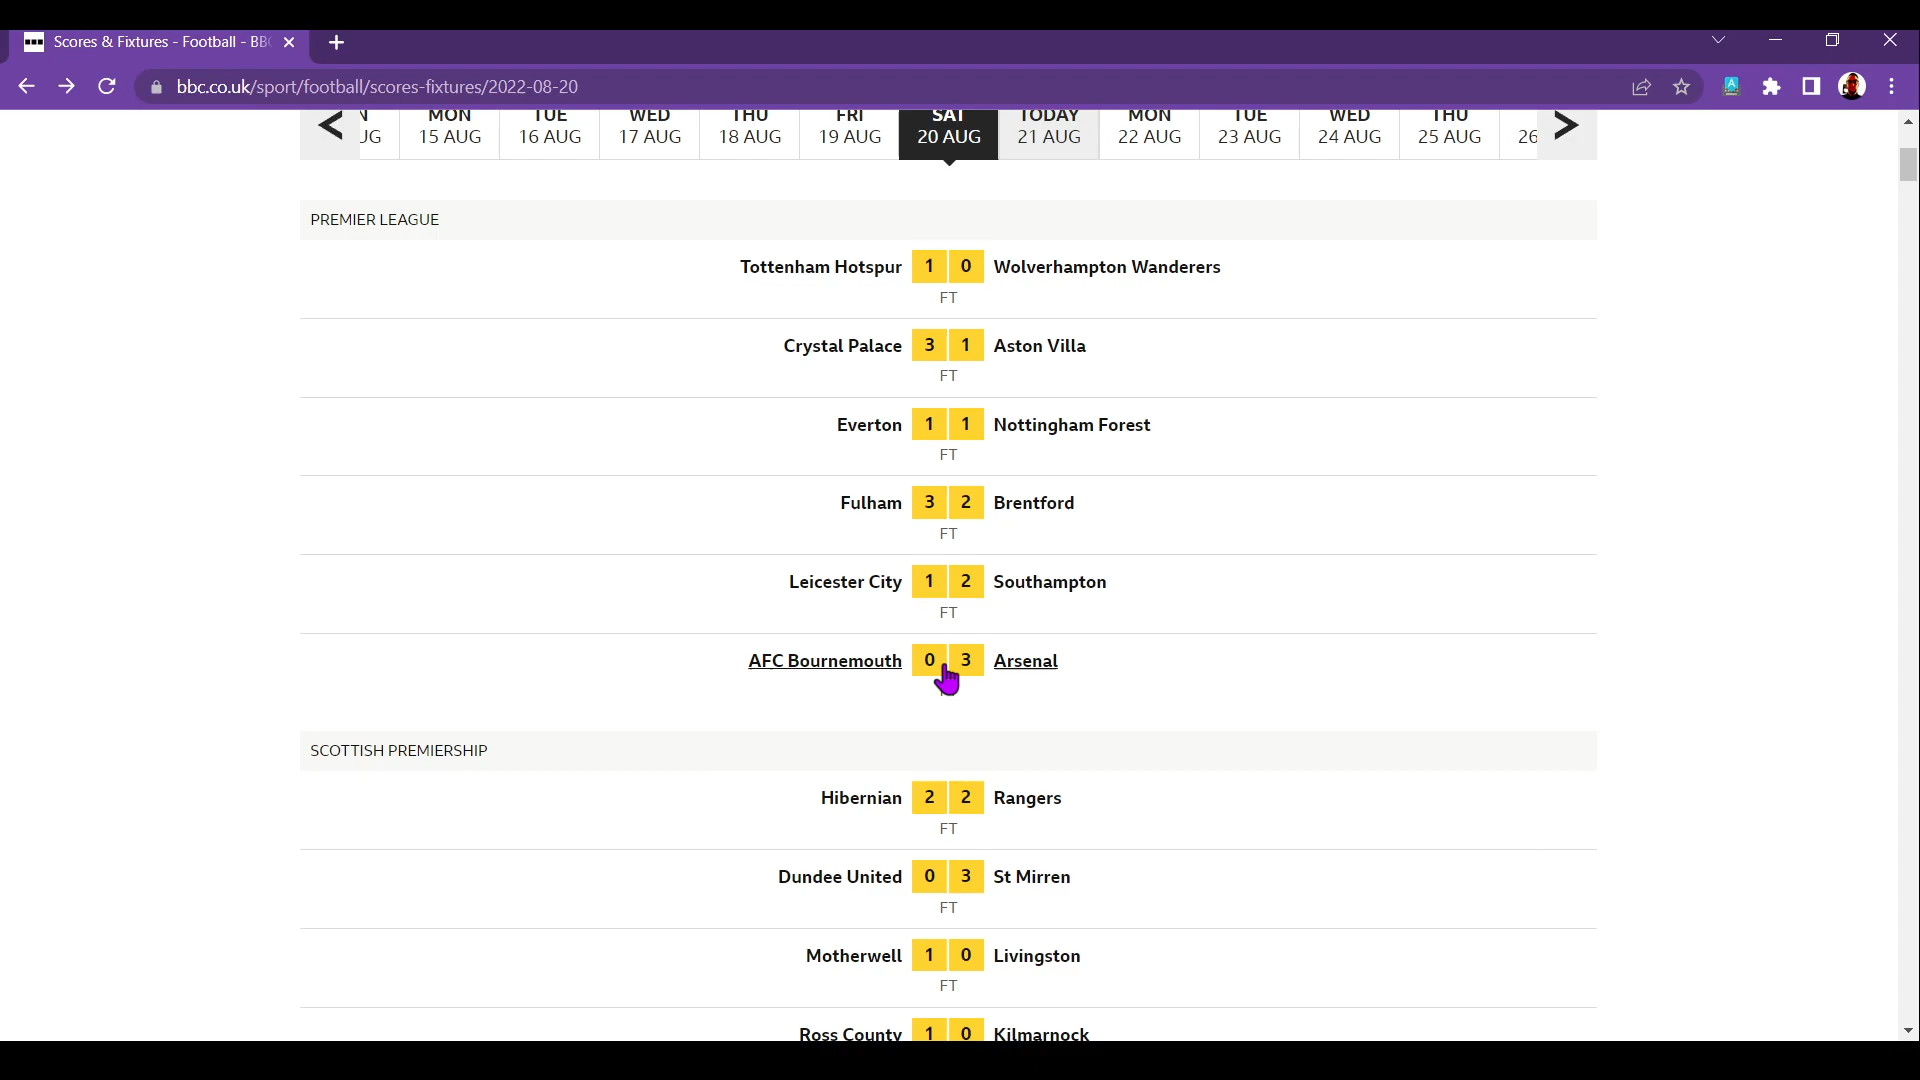 Scores & Fixtures - Football - BB
bbc.co.uk/sport/football/scores-fixtures/2022-08-20
MON TUE WED THU FRI SAT TODAY MON TUE WED THU
UG 15 AUG 16 AUG 17 AUG 18 AUG 19 AUG 20 AUG 21 AUG 22 AUG 23 AUG 24 AUG 25 AUG 26
PREMIER LEAGUE
Tottenham Hotspur 1 0 Wolverhampton Wanderers
FT
Crystal Palace 3 1 Aston Villa
FT
Everton 1 1 Nottingham Forest
FT
Fulham 3 2 Brentford
FT
Leicester City 1 2 Southampton
FT
AFC Bournemouth 0 3 Arsenal
SCOTTISH PREMIERSHIP
Hibernian 2 2 Rangers
FT
Dundee United 0 3 St Mirren
FT
Motherwell 1 0 Livingston
FT
Ross County 1 0 Kilmarnock